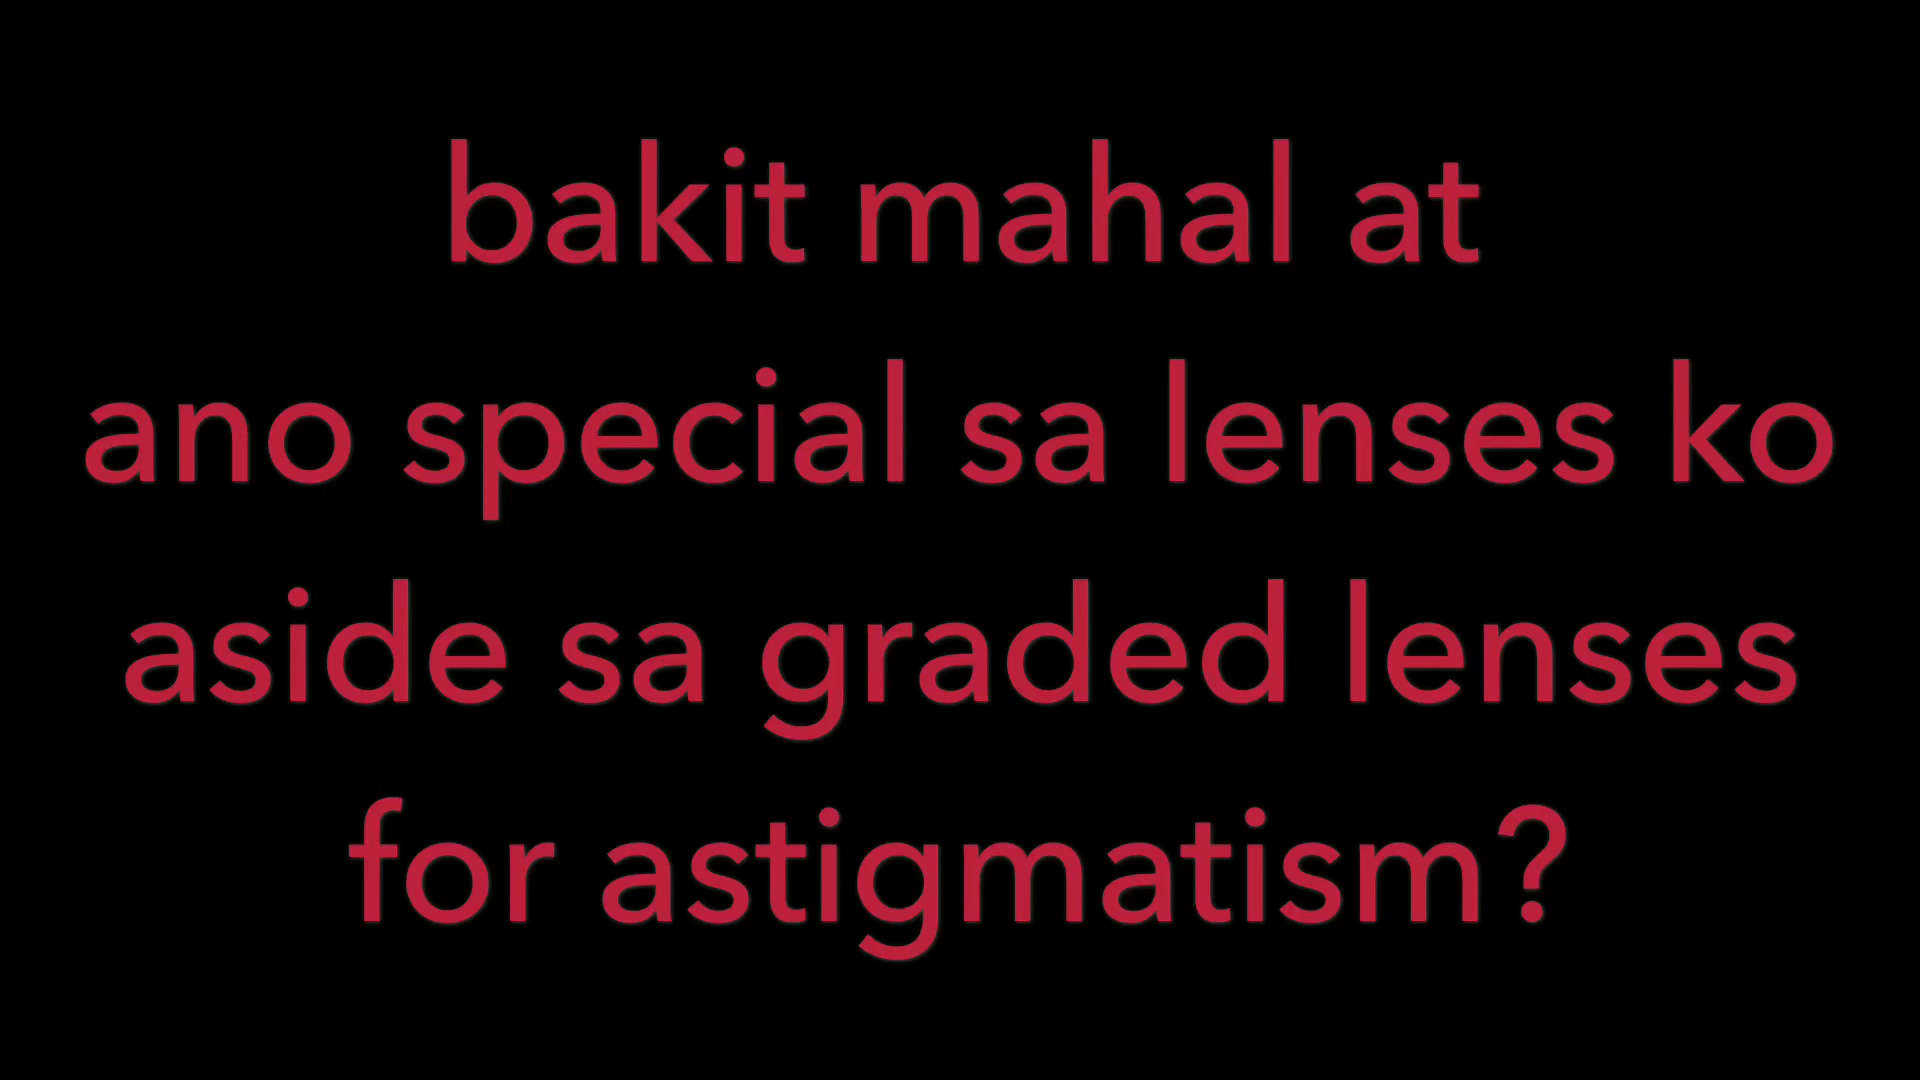 bakit mahal at
ano special sa lenses ko
aside sa graded lenses
for astigmatism?